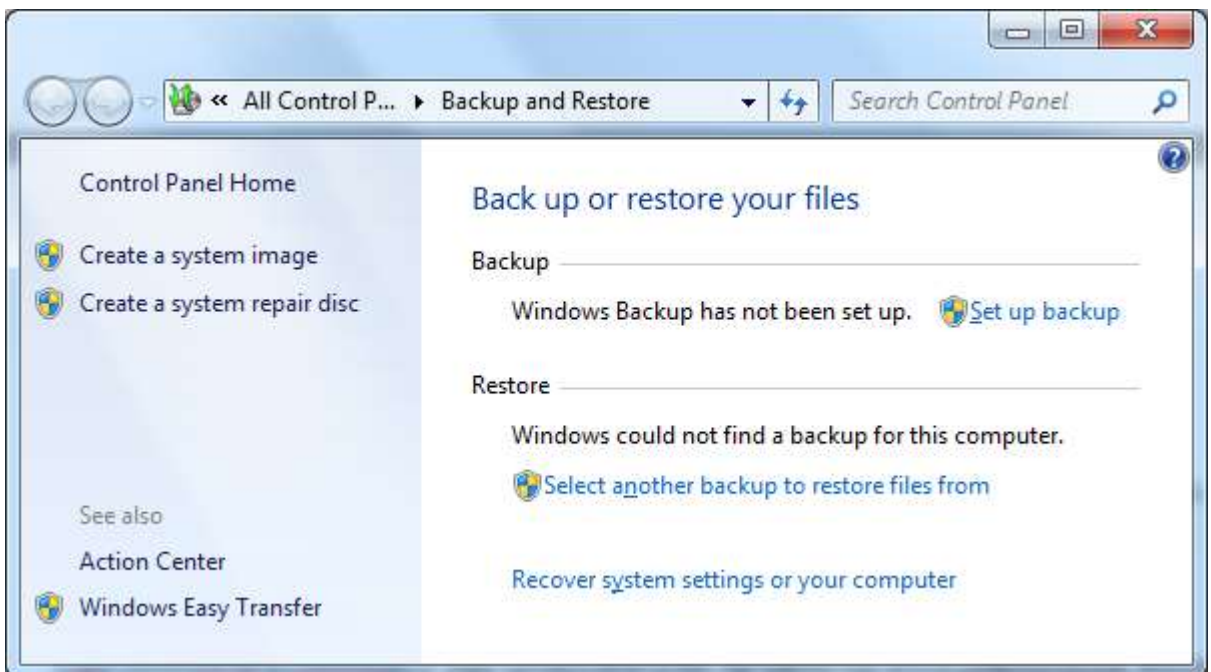 « All Control P... ▸ Backup and Restore
Search Control Panel
Control Panel Home
Create a system image
Create a system repair disc
See also
Action Center
Windows Easy Transfer
Back up or restore your files
Backup
Windows Backup has not been set up. Set up backup
Restore
Windows could not find a backup for this computer.
Select another backup to restore files from
Recover system settings or your computer